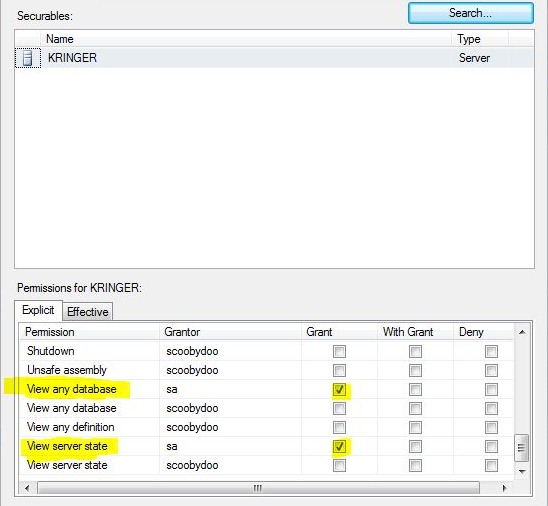 Securables:
Search...
Name Type
KRINGER Server
Permissions for KRINGER:
Explicit Effective
Permission Grantor Grant With Grant Deny
Shutdown scoobydoo
Unsafe assembly scoobydoo
View any database sa
View any database scoobydoo
View any definition scoobydoo
View server state sa
View server state scoobydoo